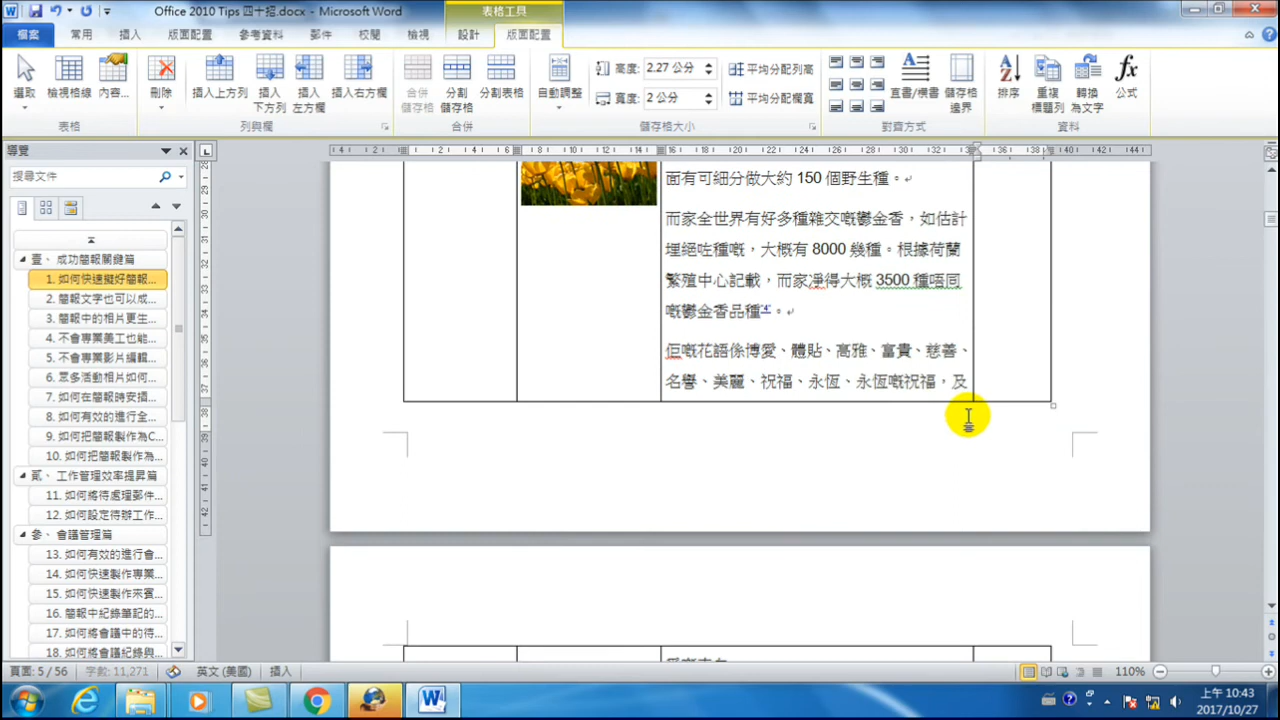 Office 2010 Tips 四十招.docx - Microsoft Word
表格工具
檔案 常用 插入 版面配置 參考資料 郵件 校閱 檢視 設計 版面配置
選取 檢視格線 內容... 刪除 插入上方列 插入下方列 插入左方欄 插入右方欄 合併儲存格 分割儲存格 分割表格 自動調整
高度: 2.27 公分 平均分配列高
寬度: 2 公分 平均分配欄寬
直書/橫書 儲存格邊界 排序 重複標題列 轉換為文字 公式
表格 列與欄 合併 儲存格大小 對齊方式 資料
導覽
搜尋文件
壹、 成功簡報關鍵篇
1. 如何快速擬好簡報...
2. 簡報文字也可以成...
3. 簡報中的相片更生...
4. 不會專業美工也能...
5. 不會專業影片編輯...
6. 眾多活動相片如何...
7. 如何在簡報時安插...
8. 如何有效的進行全...
9. 如何把簡報製作為C...
10. 如何把簡報製作為...
貳、 工作管理效率提昇篇
11. 如何將待處理郵件...
12. 如何設定待辦工作...
參、 會議管理篇
13. 如何有效的進行會...
14. 如何快速製作專業...
15. 如何快速製作來賓...
16. 簡報中紀錄筆記的...
17. 如何將會議中的待...
18. 如何將會議紀錄與...
面有可細分做大約 150 個野生種。
而家全世界有好多種雜交嘅鬱金香，如估計
埋絕咗種嘅，大概有 8000 幾種。根據荷蘭
繁殖中心記載，而家淨得大概 3500 種唔同
嘅鬱金香品種[4]。
佢嘅花語係博愛、體貼、高雅、富貴、慈善、
名譽、美麗、祝福、永恆、永恆嘅祝福，及
頁面: 5 / 56 字數: 11,271 英文 (美國) 插入 110%
上午 10:43
2017/10/27